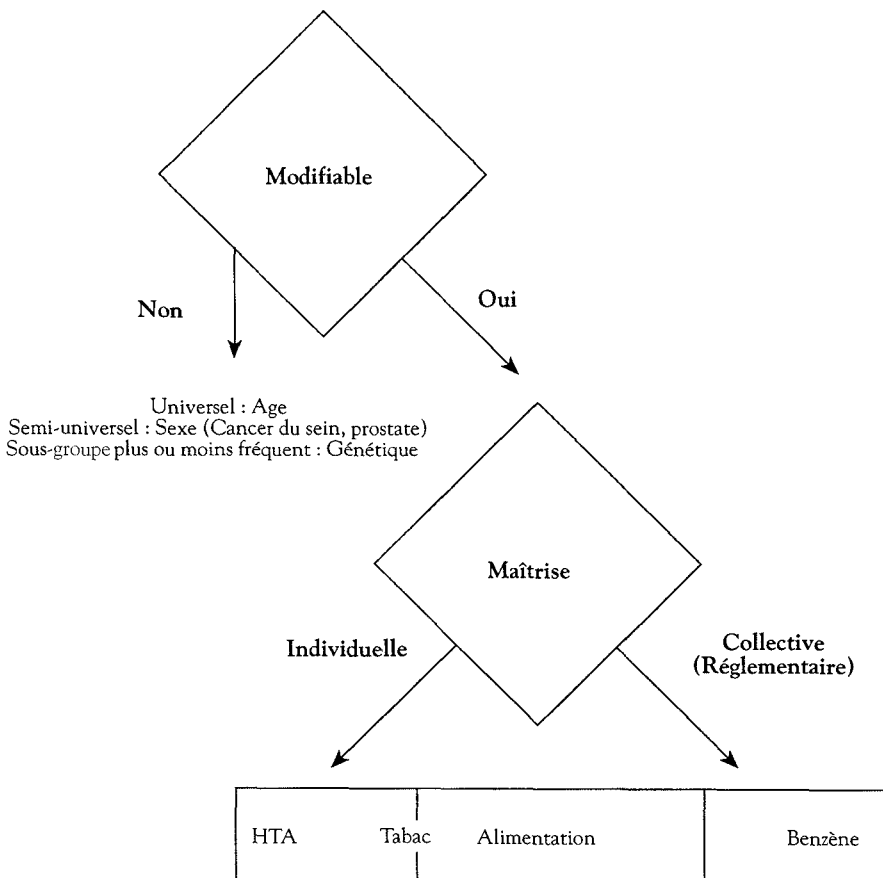 Modifiable
Non
Oui
Universel : Age
Semi-universel : Sexe (Cancer du sein, prostate)
Sous-groupe plus ou moins fréquent : Génétique
Maîtrise
Individuelle
Collective
(Réglementaire)
HTA Tabac Alimentation Benzène